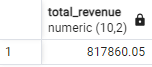 total_revenue
numeric (10,2)
1
817860.05